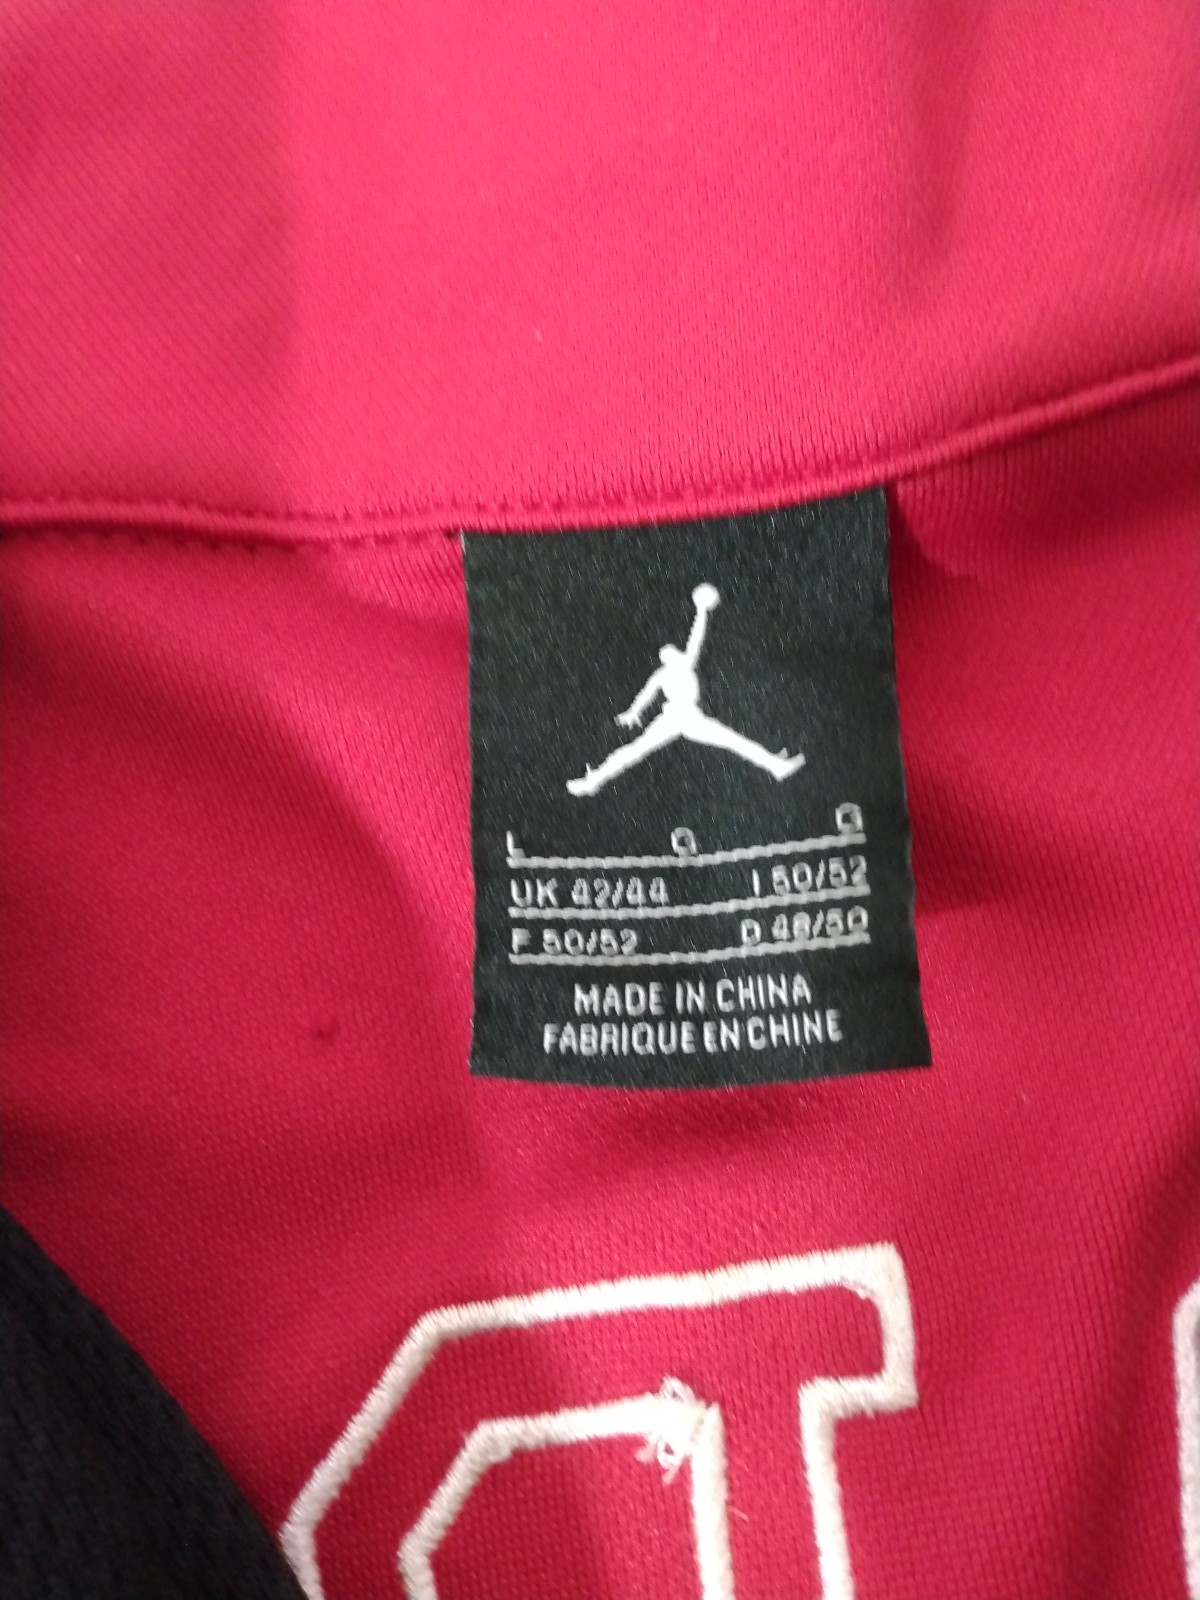 L G G
UK 42/44 I 50/52
F 50/52 D 48/50
MADE IN CHINA
FABRIQUE EN CHINE